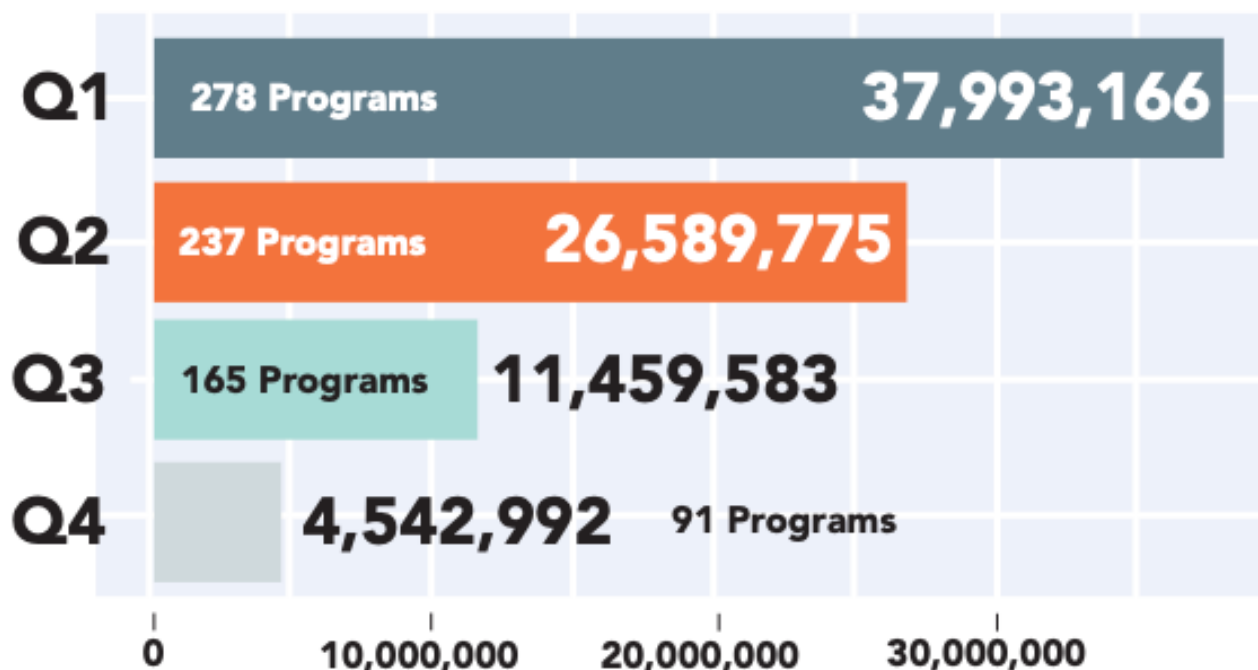 Q1 278 Programs 37,993,166
Q2 237 Programs 26,589,775
Q3 165 Programs 11,459,583
Q4 4,542,992 91 Programs
0 10,000,000 20,000,000 30,000,000